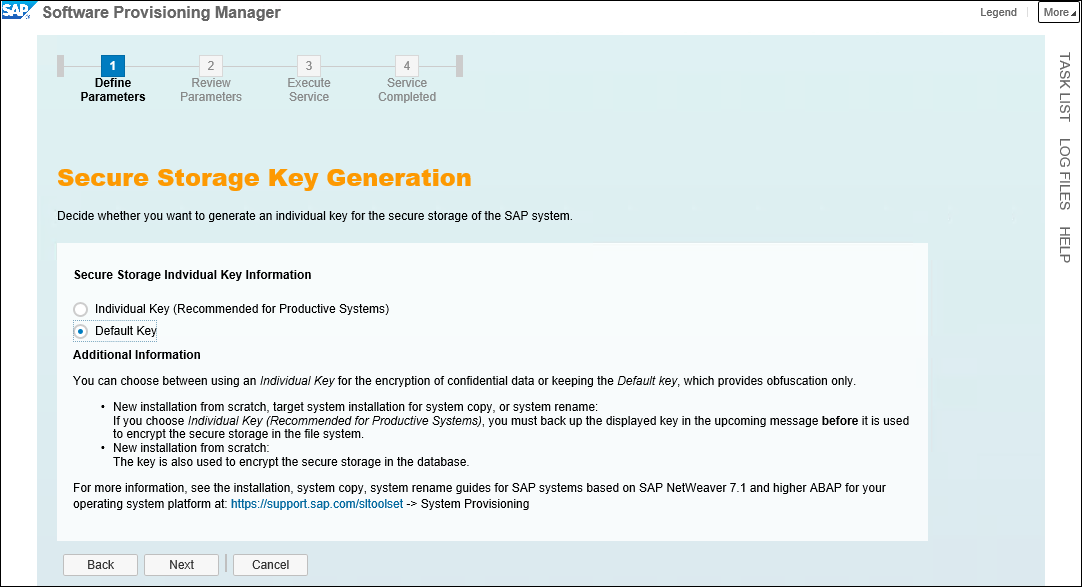 SAP Software Provisioning Manager
Legend
More
1
Define
Parameters
2
Review
Parameters
3
Execute
Service
4
Service
Completed
TASK LIST
LOG FILES
HELP
Secure Storage Key Generation
Decide whether you want to generate an individual key for the secure storage of the SAP system.
Secure Storage Indvidual Key Information
Individual Key (Recommended for Productive Systems)
Default Key
Additional Information
You can choose between using an Individual Key for the encryption of confidential data or keeping the Default key, which provides obfuscation only.
• New installation from scratch, target system installation for system copy, or system rename:
If you choose Individual Key (Recommended for Productive Systems), you must back up the displayed key in the upcoming message before it is used
to encrypt the secure storage in the file system.
• New installation from scratch:
The key is also used to encrypt the secure storage in the database.
For more information, see the installation, system copy, system rename guides for SAP systems based on SAP NetWeaver 7.1 and higher ABAP for your
operating system platform at: https://support.sap.com/sltoolset -> System Provisioning
Back
Next
Cancel